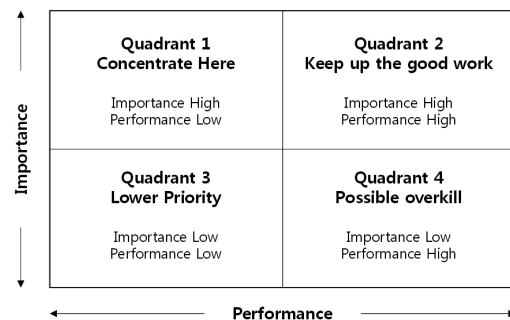 Importance
Quadrant 1
Concentrate Here
Importance High
Performance Low
Quadrant 2
Keep up the good work
Importance High
Performance High
Quadrant 3
Lower Priority
Importance Low
Performance Low
Quadrant 4
Possible overkill
Importance Low
Performance High
Performance